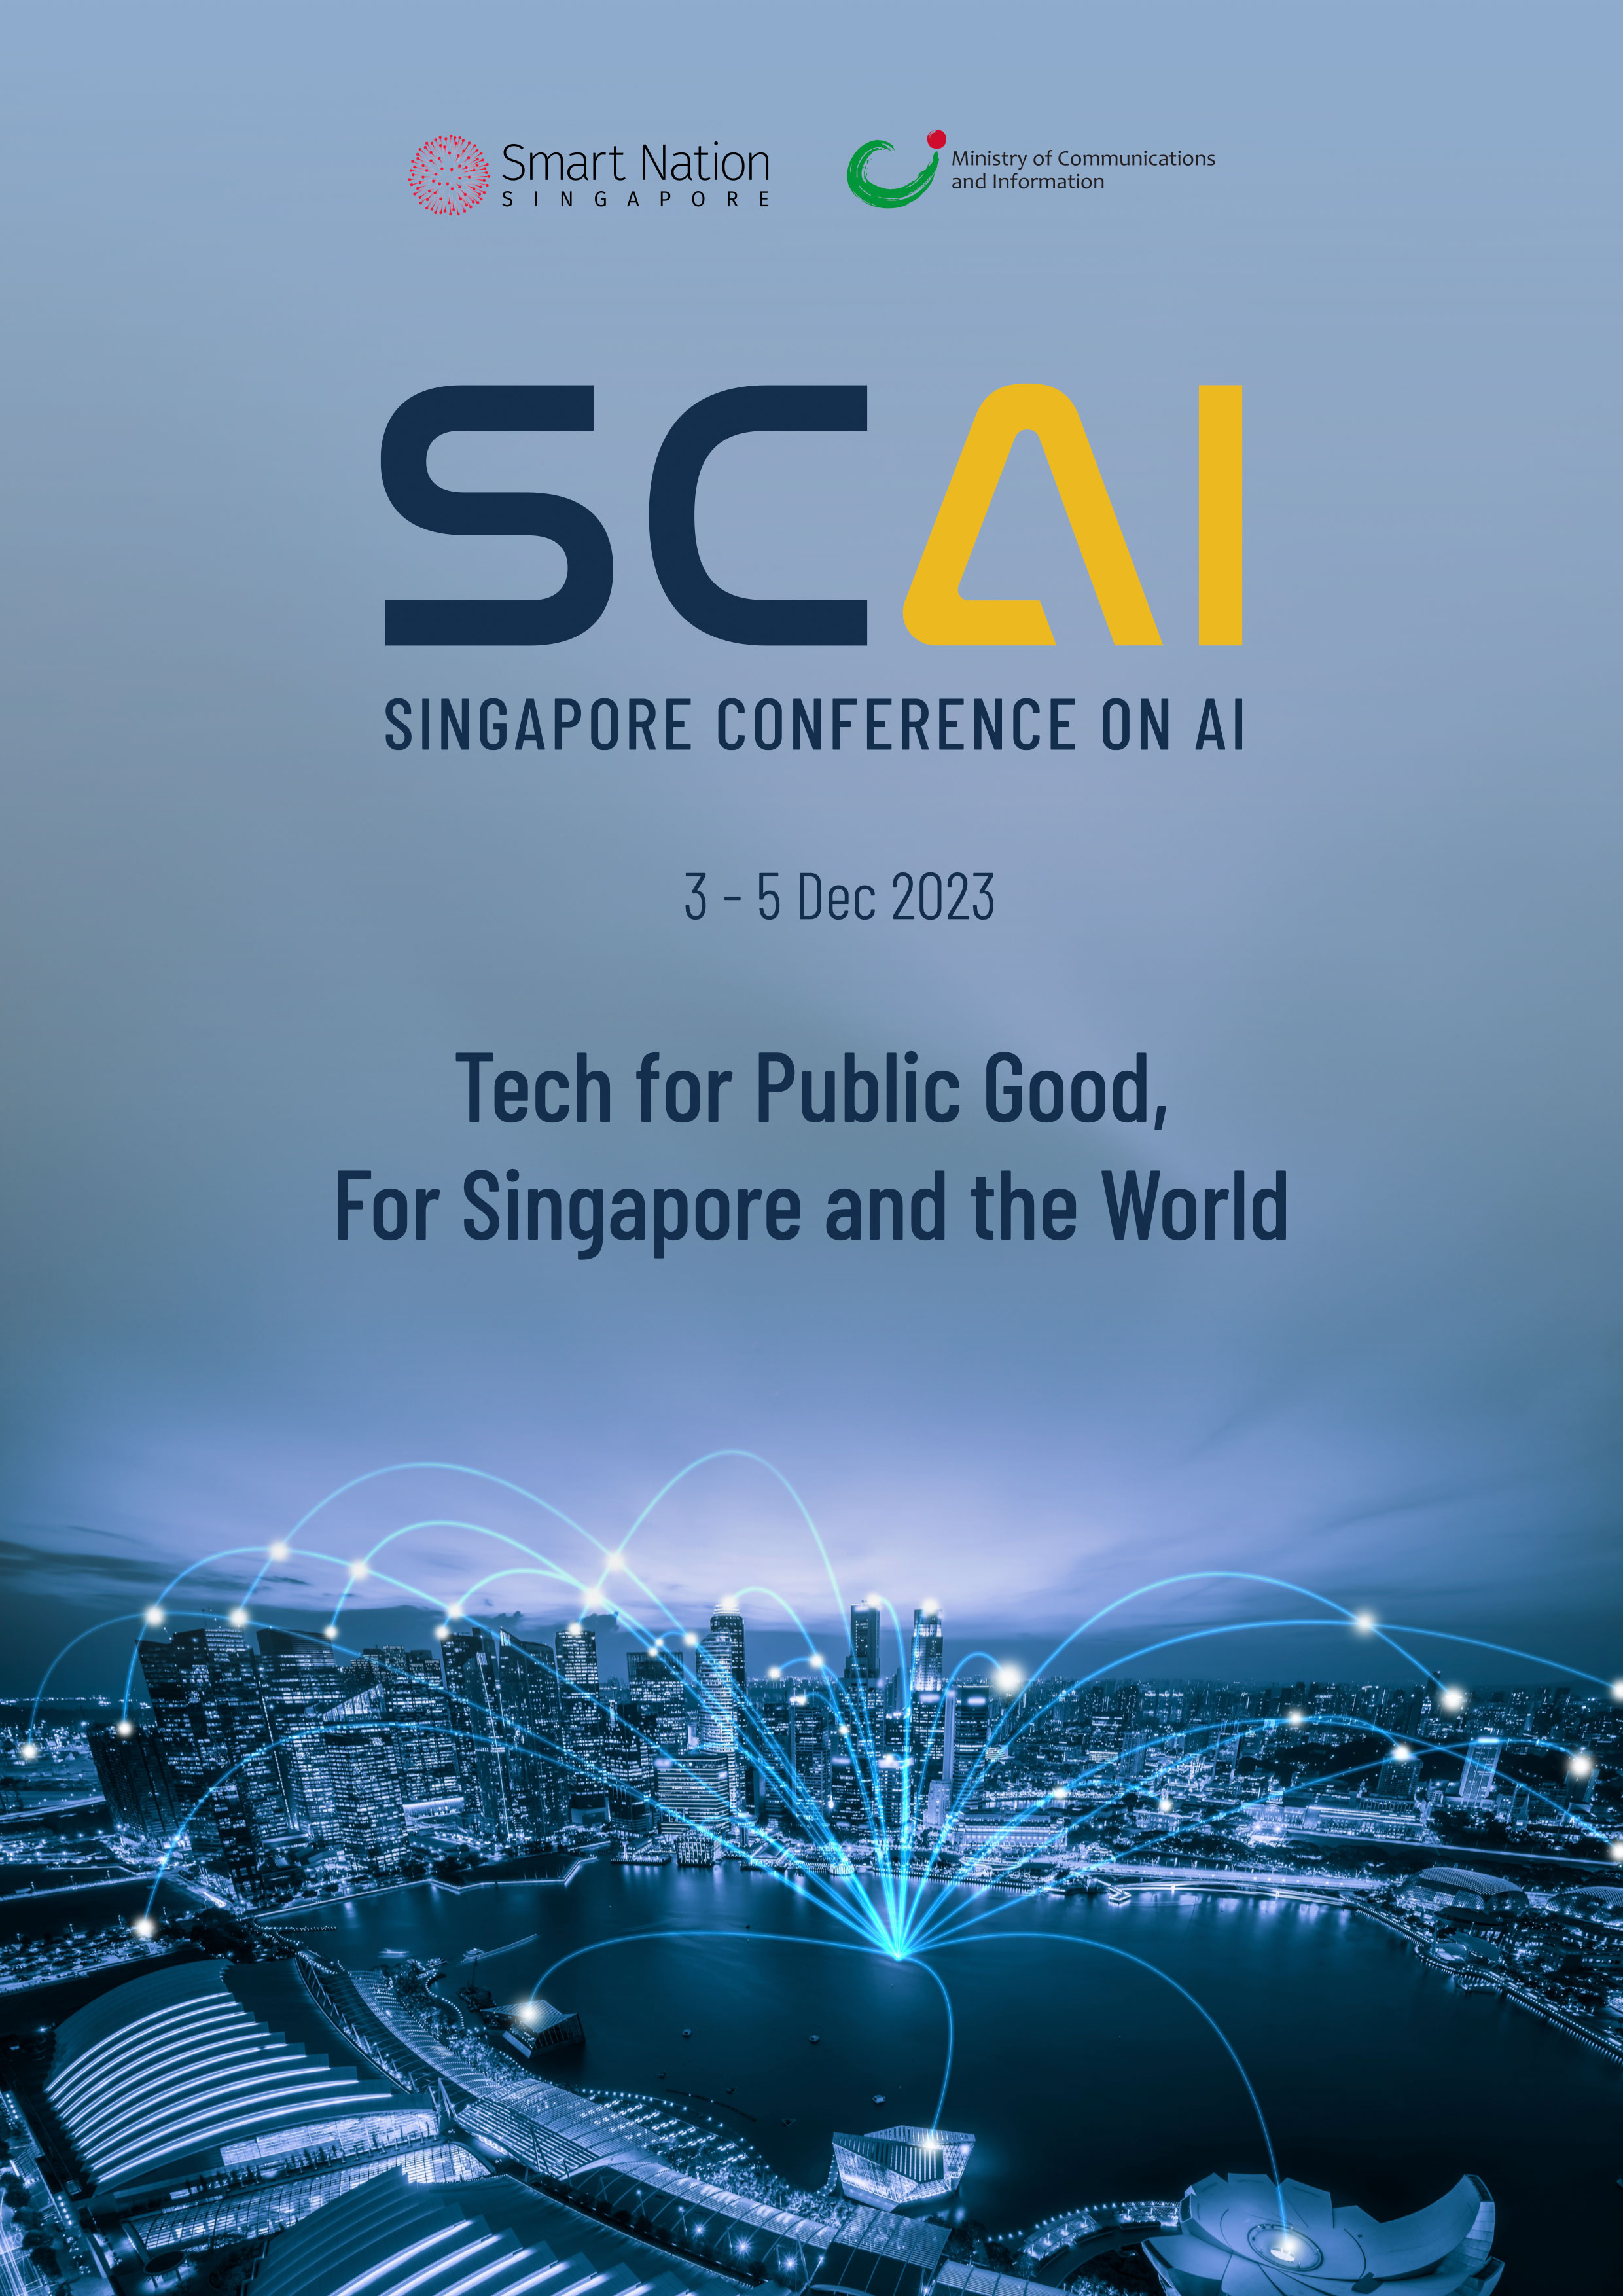 Smart Nation
SINGAPORE
Ministry of Communications
and Information
SCAI
SINGAPORE CONFERENCE ON AI
3 - 5 Dec 2023
Tech for Public Good,
For Singapore and the World